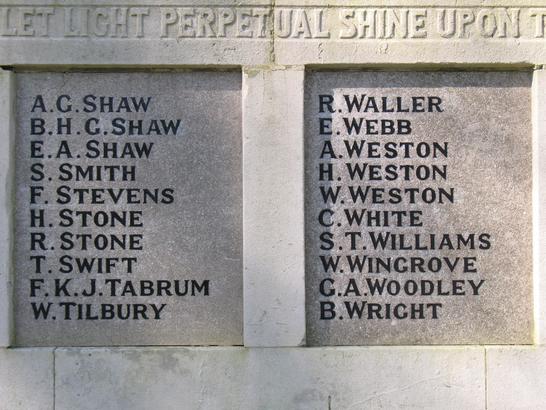 LET LIGHT PERPETUAL SHINE UPON T
A.G.SHAW
B.H.G.SHAW
E.A.SHAW
S.SMITH
F.STEVENS
H.STONE
R.STONE
T.SWIFT
F.K.J.TABRUM
W.TILBURY
R.WALLER
E.WEBB
A.WESTON
H.WESTON
W.WESTON
C.WHITE
S.T.WILLIAMS
W.WINGROVE
G.A.WOODLEY
B.WRIGHT